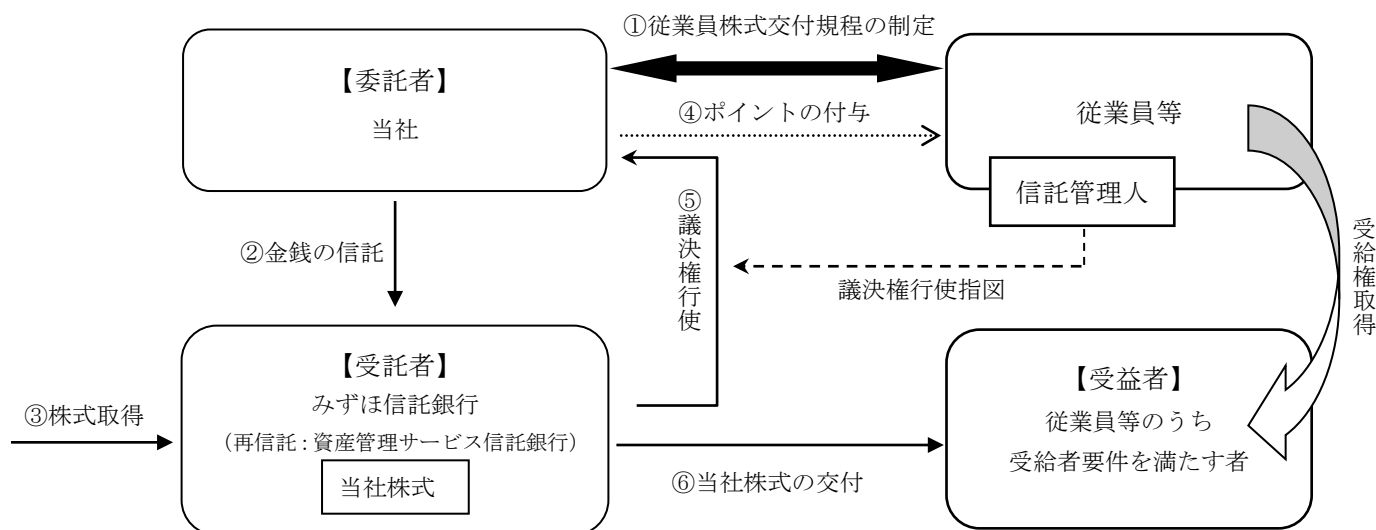 ①従業員株式交付規程の制定
【委託者】
当社
④ポイントの付与
従業員等
信託管理人
②金銭の信託
⑤議決権行使
議決権行使指図
受給権取得
【受託者】
みずほ信託銀行
（再信託：資産管理サービス信託銀行）
当社株式
③株式取得
⑥当社株式の交付
【受益者】
従業員等のうち
受給者要件を満たす者